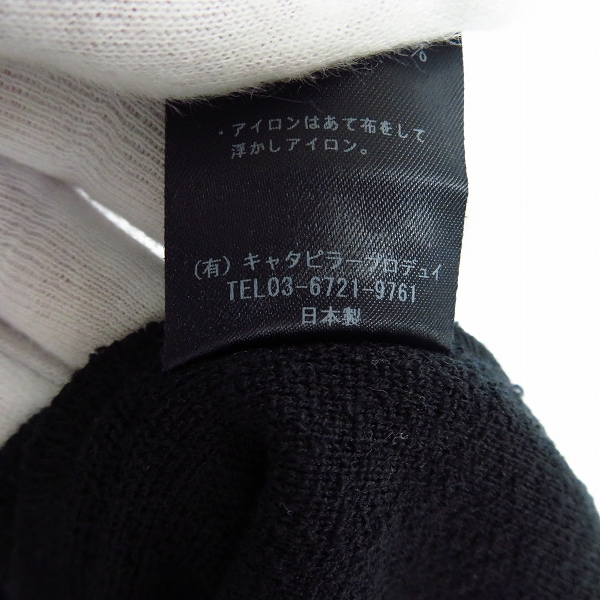 %
・アイロンはあて布をして
浮かしアイロン。
(有) キャタピラープロデュイ
TEL03-6721-9761
日本製